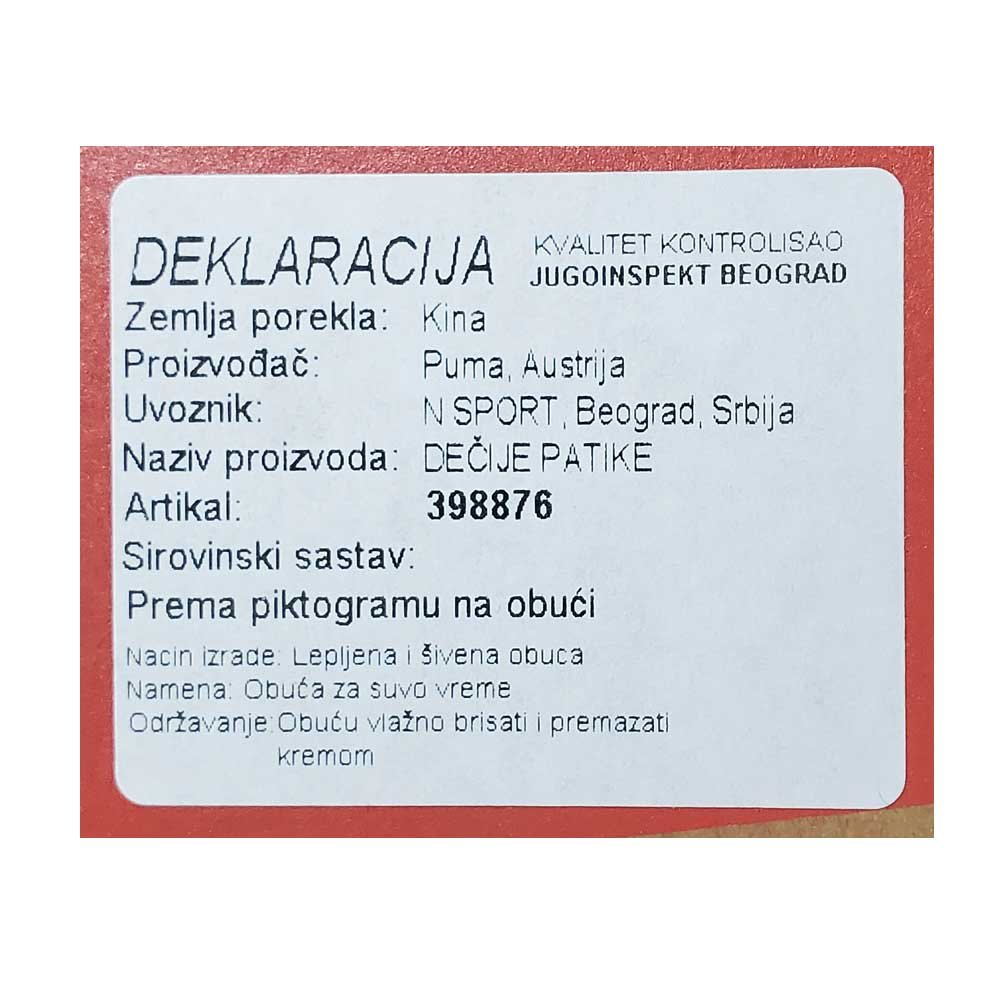 DEKLARACIJA
KVALITET KONTROLISAO
JUGOINSPEKT BEOGRAD
Zemlja porekla: Kina
Proizvođač: Puma, Austrija
Uvoznik: N SPORT, Beograd, Srbija
Naziv proizvoda: DEČIJE PATIKE
Artikal: 398876
Sirovinski sastav:
Prema piktogramu na obući
Nacin izrade: Lepljena i šivena obuca
Namena: Obuća za suvo vreme
Održavanje: Obuću vlažno brisati i premazati
kremom